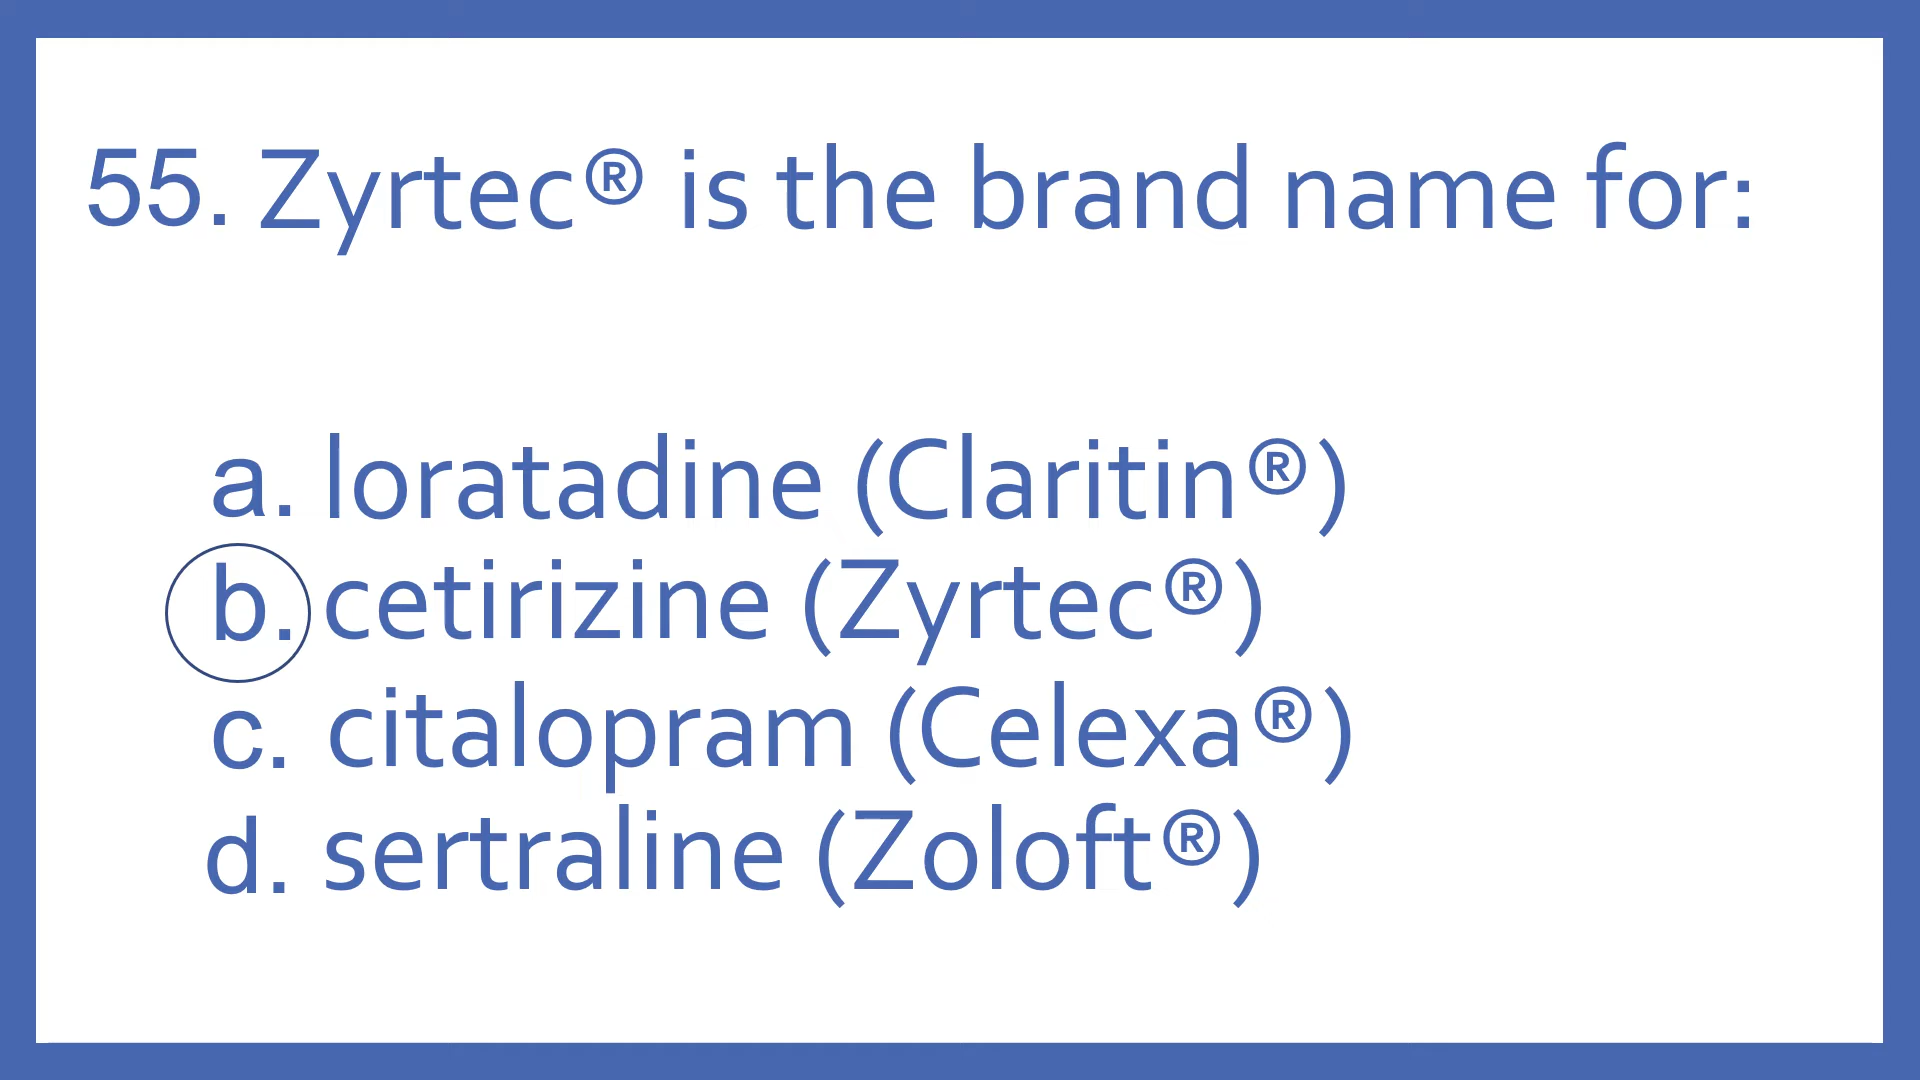 55. Zyrtec® is the brand name for:
a. loratadine (Claritin®)
b. cetirizine (Zyrtec®)
c. citalopram (Celexa®)
d. sertraline (Zoloft®)